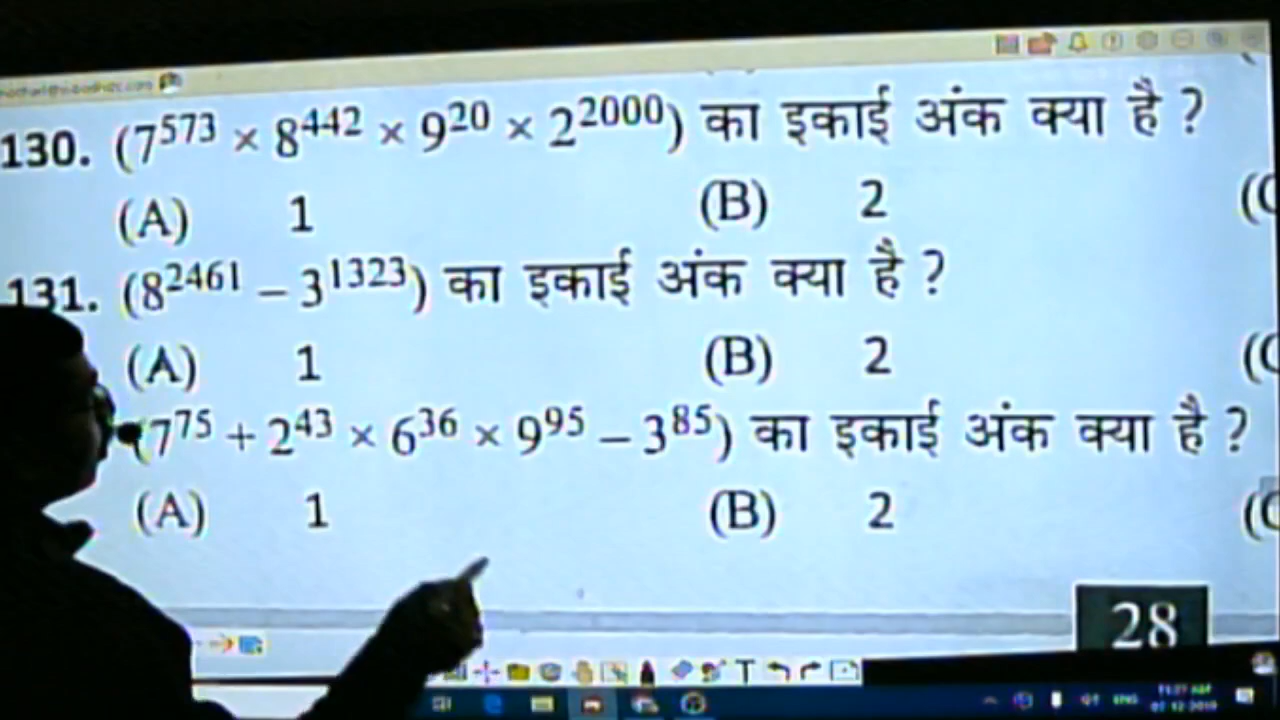 130. (7^573 × 8^442 × 9^20 × 2^2000) का इकाई अंक क्या है ?
(A) 1 (B) 2 (C
131. (8^2461 – 3^1323) का इकाई अंक क्या है ?
(A) 1 (B) 2 (C
(7^75 + 2^43 × 6^36 × 9^95 – 3^85) का इकाई अंक क्या है ?
(A) 1 (B) 2 (C
28
T
ENG